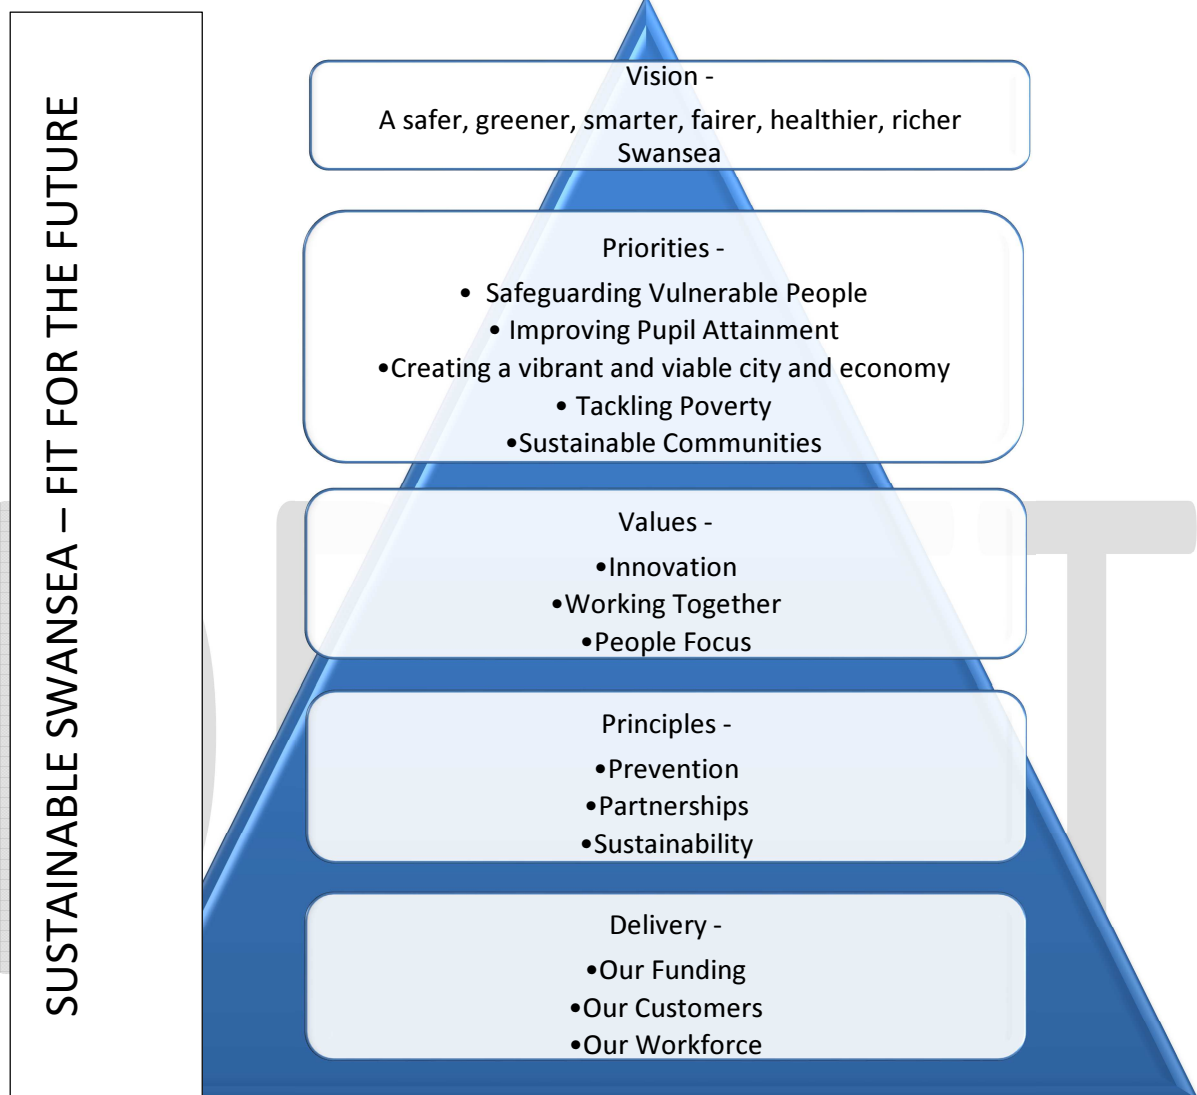 SUSTAINABLE SWANSEA – FIT FOR THE FUTURE
Vision -
A safer, greener, smarter, fairer, healthier, richer
Swansea
Priorities -
• Safeguarding Vulnerable People
• Improving Pupil Attainment
•Creating a vibrant and viable city and economy
• Tackling Poverty
•Sustainable Communities
Values -
•Innovation
•Working Together
•People Focus
Principles -
•Prevention
•Partnerships
•Sustainability
Delivery -
•Our Funding
•Our Customers
•Our Workforce